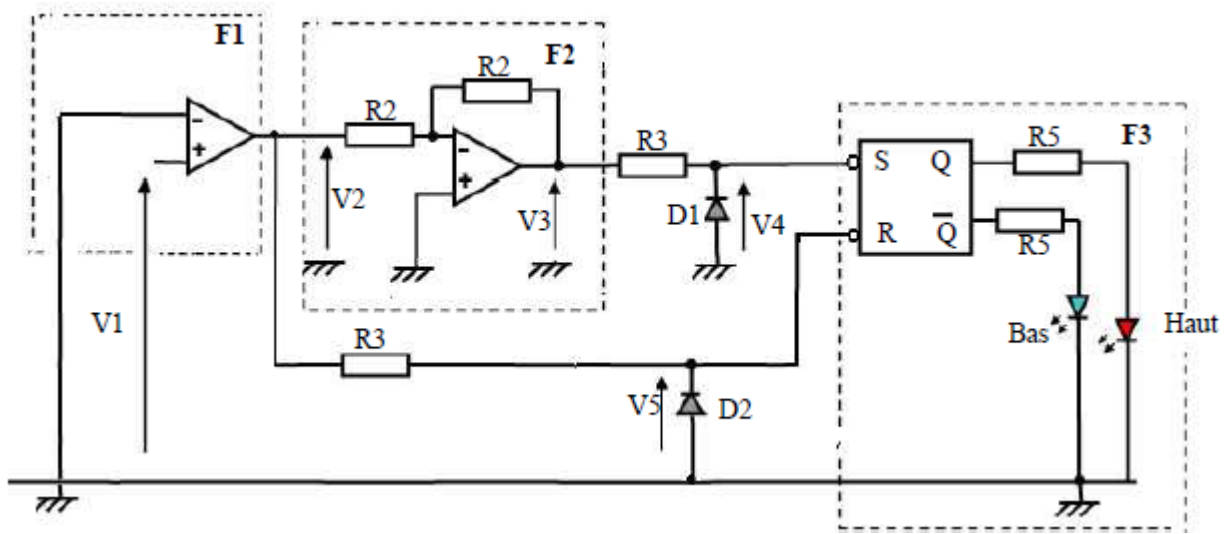 F1
F2
R2
R2
-
+
-
+
V2
V3
R3
D1
V4
F3
S Q
R Q̅
R5
R5
V1
R3
V5
D2
Bas
Haut